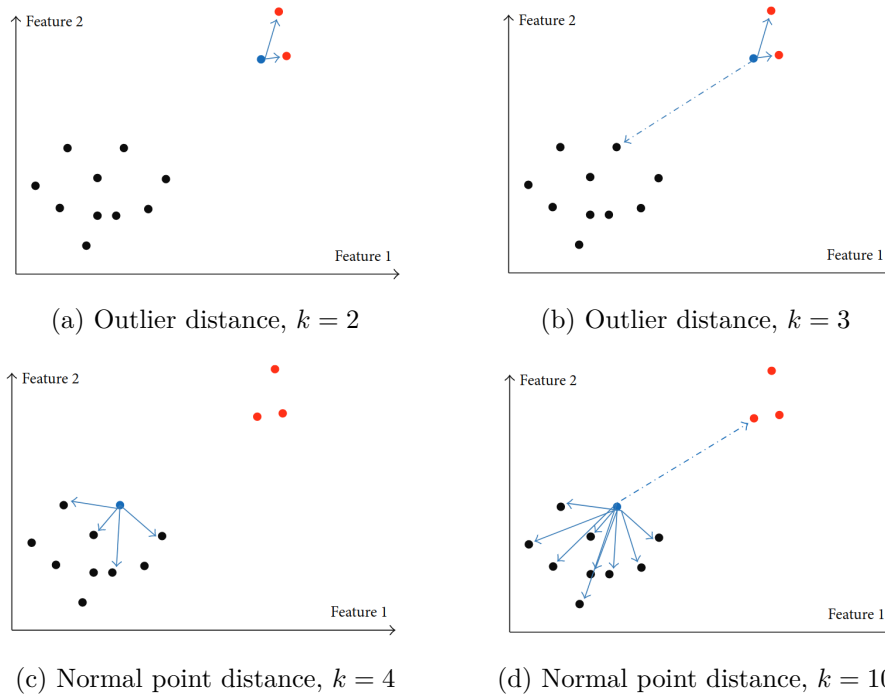 Feature 2
Feature 1
(a) Outlier distance, k = 2
Feature 2
Feature 1
(b) Outlier distance, k = 3
Feature 2
Feature 1
(c) Normal point distance, k = 4
Feature 2
Feature 1
(d) Normal point distance, k = 10